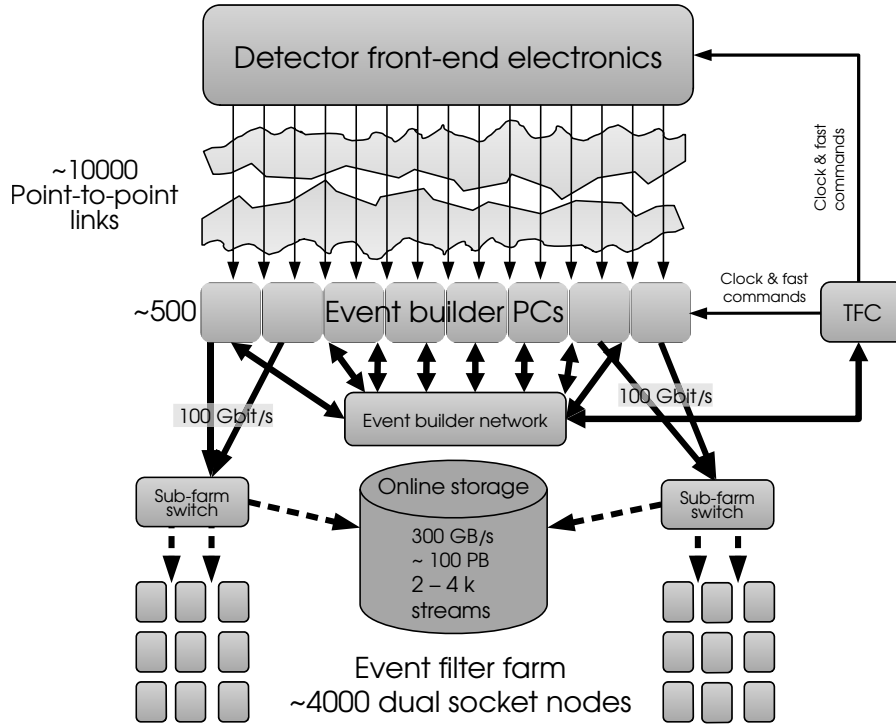 Detector front-end electronics
~10000
Point-to-point
links
Clock & fast
commands
~500
Event builder PCs
Clock & fast
commands
TFC
100 Gbit/s
Event builder network
100 Gbit/s
Sub-farm
switch
Online storage
300 GB/s
~ 100 PB
2 – 4 k
streams
Sub-farm
switch
Event filter farm
~4000 dual socket nodes